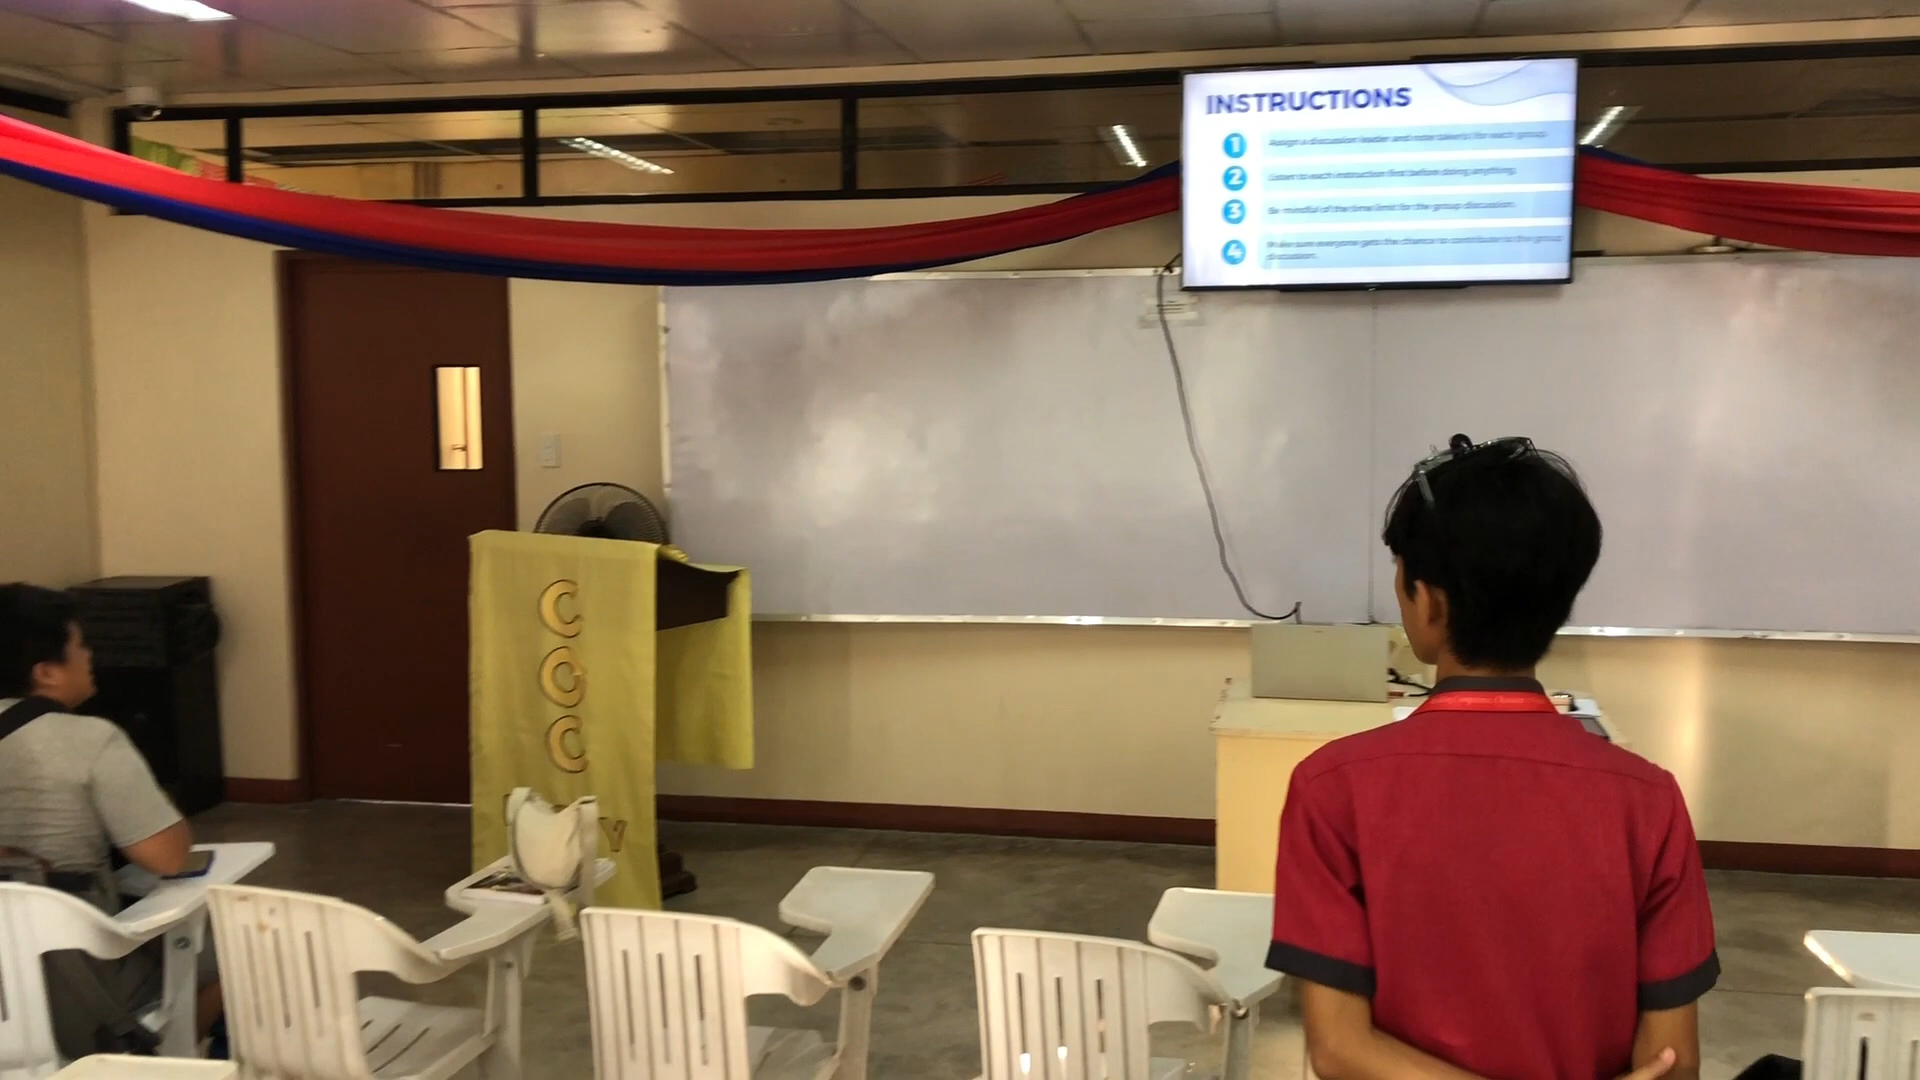 INSTRUCTIONS
1 Assign a discussion leader and note taker/s for each group
2 Listen to each instruction first before doing anything.
3 Be mindful of the time limit for the group discussion.
4 Make sure everyone gets the chance to contribute to the group
discussion.
C
O
C